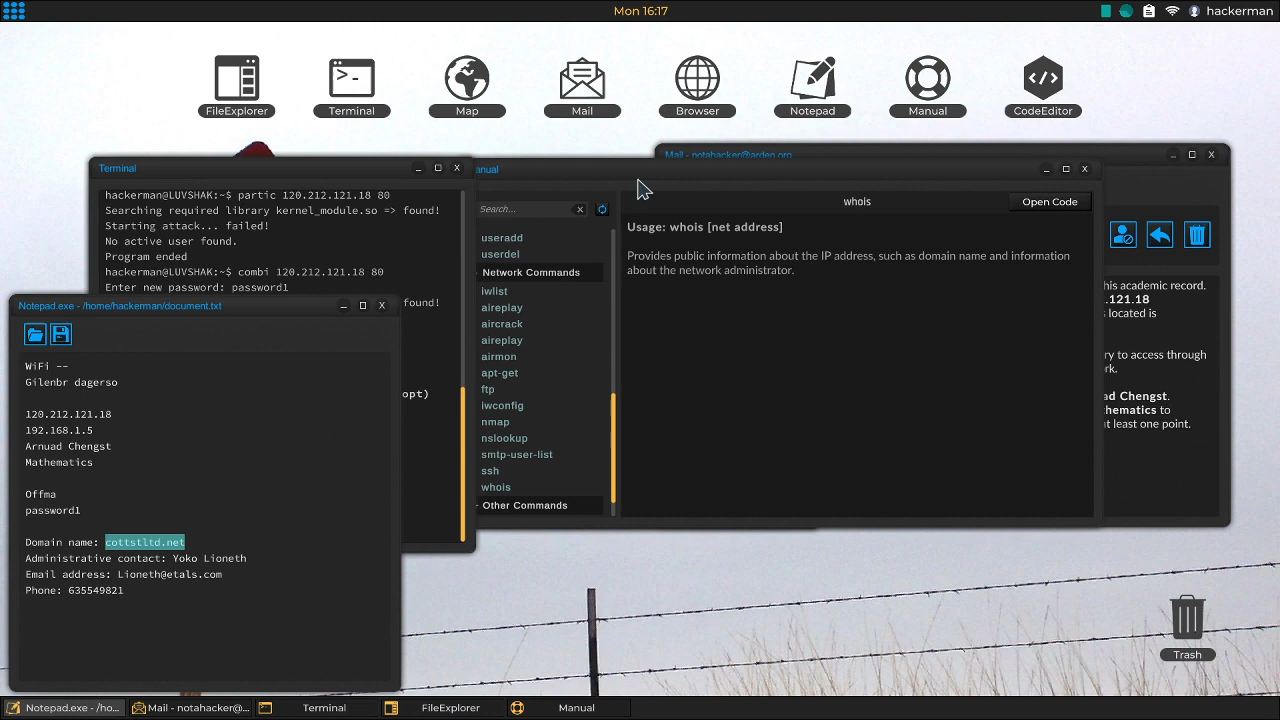 Mon 16:17
hackerman
FileExplorer
Terminal
Map
Mail
Browser
Notepad
Manual
CodeEditor
Mail - notahacker@arden.org
Terminal
hackerman@LUVSHAK:~$ partic 120.212.121.18 80
Searching required library kernel_module.so => found!
Starting attack... failed!
No active user found.
Program ended
hackerman@LUVSHAK:~$ combi 120.212.121.18 80
Enter new password: password1
found!
opt)
anual
Search...
useradd
userdel
Network Commands
iwlist
aireplay
aircrack
aireplay
airmon
apt-get
ftp
iwconfig
nmap
nslookup
smtp-user-list
ssh
whois
Other Commands
whois
Open Code
Usage: whois [net address]
Provides public information about the IP address, such as domain name and information
about the network administrator.
his academic record.
.121.18
s located is
ry to access through
rk.
ad Chengst.
hematics to
ut least one point.
Notepad.exe - /home/hackerman/document.txt
WiFi --
Gilenbr dagerso
120.212.121.18
192.168.1.5
Arnuad Chengst
Mathematics
Offma
password1
Domain name: cottstltd.net
Administrative contact: Yoko Lioneth
Email address: Lioneth@etals.com
Phone: 635549821
Trash
Notepad.exe - /ho...
Mail - notahacker@...
Terminal
FileExplorer
Manual